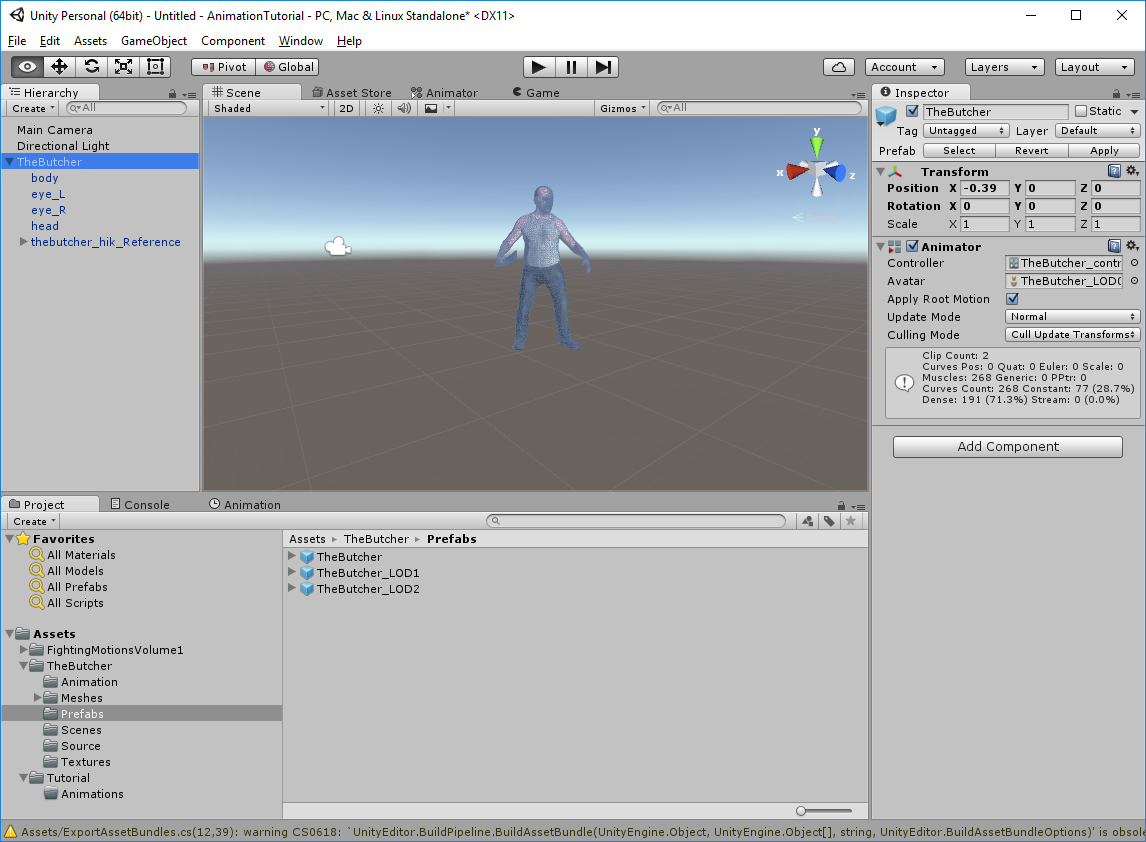 Unity Personal (64bit) - Untitled - AnimationTutorial - PC, Mac & Linux Standalone* <DX11>
File Edit Assets GameObject Component Window Help
Pivot Global Account Layers Layout
Hierarchy
Create All
Main Camera
Directional Light
TheButcher
body
eye_L
eye_R
head
thebutcher_hik_Reference
Scene Asset Store Animator Game
Shaded 2D Gizmos All
y
x z
Inspector
TheButcher Static
Tag Untagged Layer Default
Prefab Select Revert Apply
Transform
Position X -0.39 Y 0 Z 0
Rotation X 0 Y 0 Z 0
Scale X 1 Y 1 Z 1
Animator
Controller TheButcher_contr
Avatar TheButcher_LOD
Apply Root Motion
Update Mode Normal
Culling Mode Cull Update Transforms
Clip Count: 2
Curves Pos: 0 Quat: 0 Euler: 0 Scale: 0
Muscles: 268 Generic: 0 PPtr: 0
Curves Count: 268 Constant: 77 (28.7%)
Dense: 191 (71.3%) Stream: 0 (0.0%)
Add Component
Project Console Animation
Create
Favorites
All Materials
All Models
All Prefabs
All Scripts
Assets
FightingMotionsVolume1
TheButcher
Animation
Meshes
Prefabs
Scenes
Source
Textures
Tutorial
Animations
Assets ▸ TheButcher ▸ Prefabs
TheButcher
TheButcher_LOD1
TheButcher_LOD2
Assets/ExportAssetBundles.cs(12,39): warning CS0618: `UnityEditor.BuildPipeline.BuildAssetBundle(UnityEngine.Object, UnityEngine.Object[], string, UnityEditor.BuildAssetBundleOptions)' is obsole